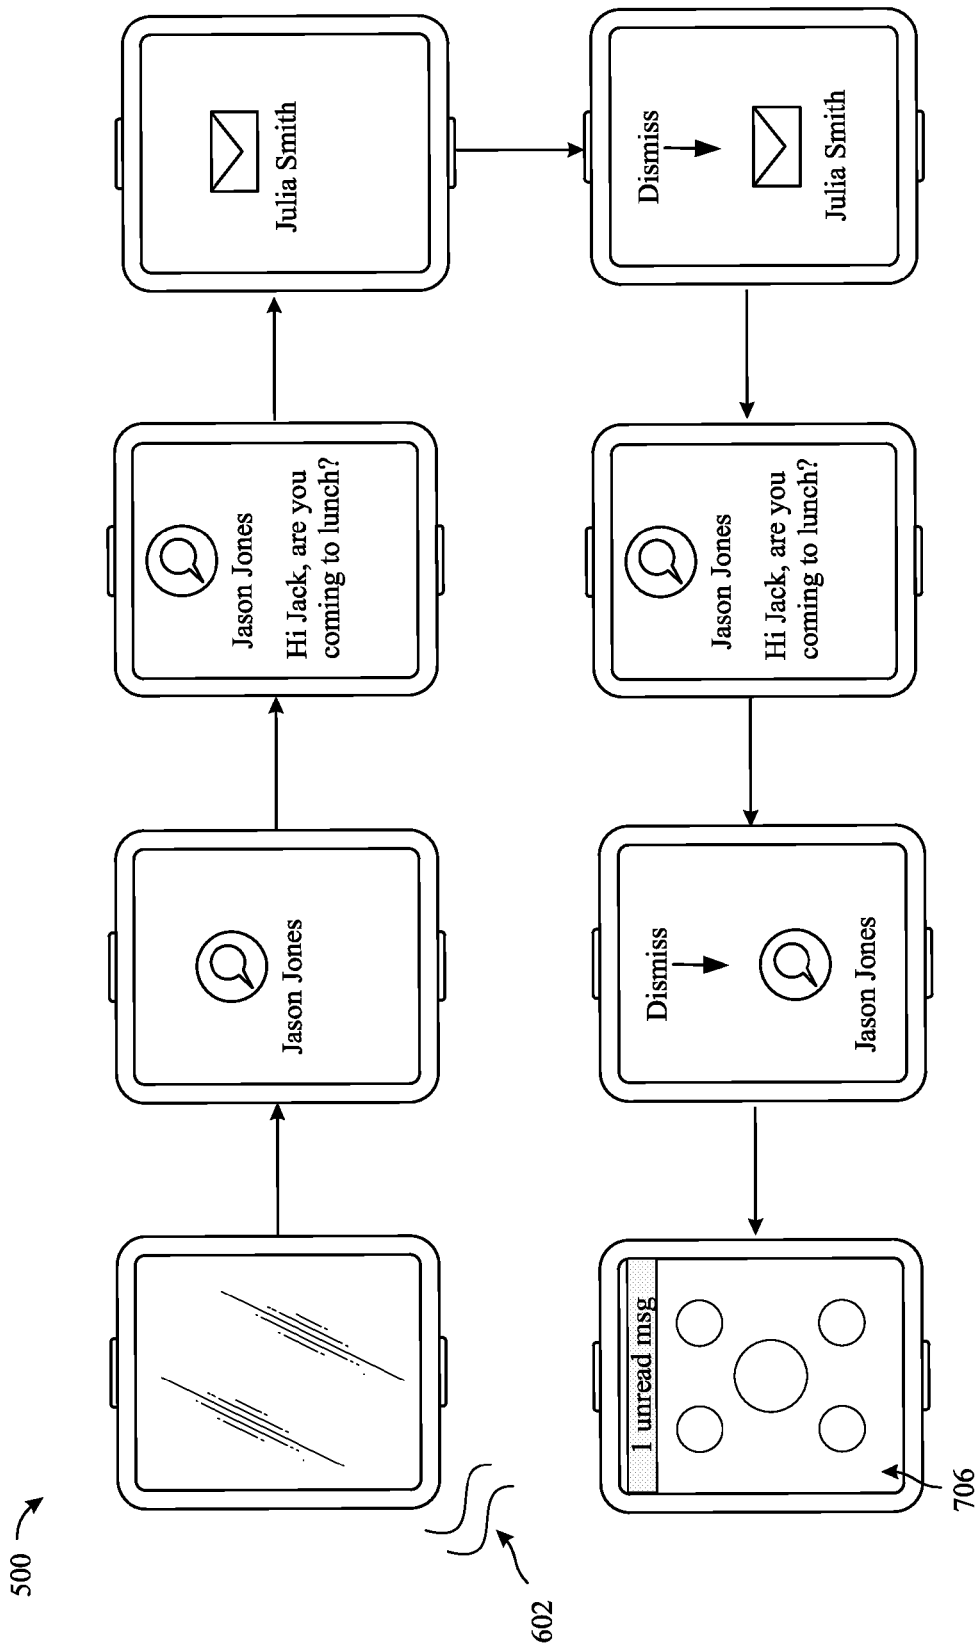 500
602
Jason Jones
Jason Jones
Hi Jack, are you
coming to lunch?
Julia Smith
Dismiss
Julia Smith
Jason Jones
Hi Jack, are you
coming to lunch?
Dismiss
Jason Jones
1 unread msg
706